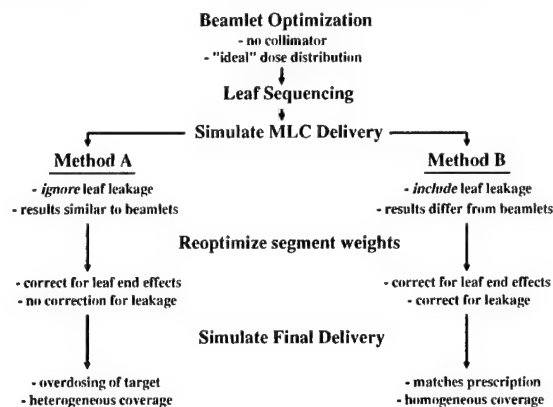 Beamlet Optimization
- no collimator
- "ideal" dose distribution
Leaf Sequencing
Simulate MLC Delivery
Method A
- ignore leaf leakage
- results similar to beamlets
Method B
- include leaf leakage
- results differ from beamlets
Reoptimize segment weights
- correct for leaf end effects
- no correction for leakage
- correct for leaf end effects
- correct for leakage
Simulate Final Delivery
- overdosing of target
- heterogeneous coverage
- matches prescription
- homogeneous coverage